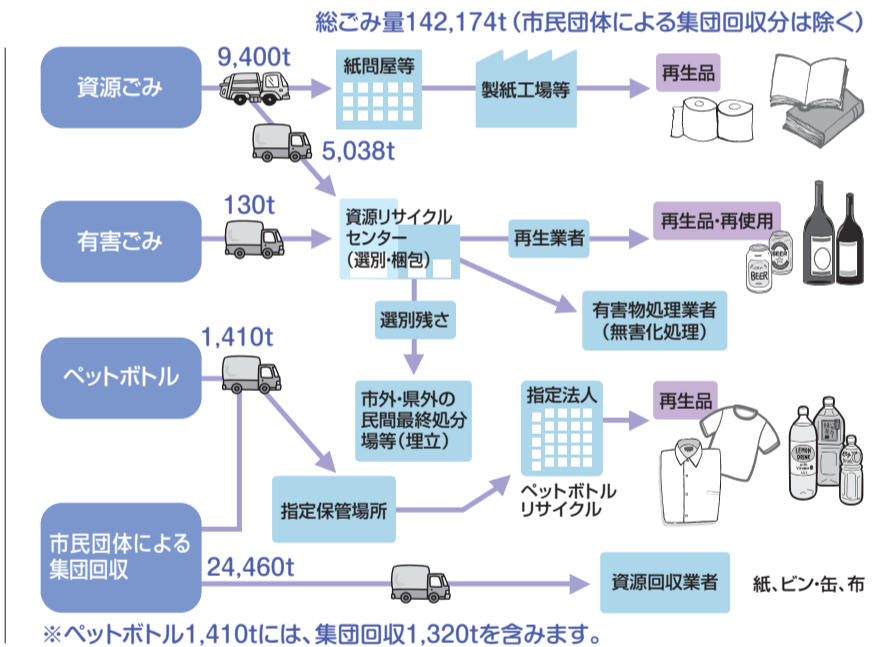 総ごみ量142,174t（市民団体による集団回収分は除く）
資源ごみ
9,400t
紙問屋等
製紙工場等
再生品
5,038t
有害ごみ
130t
資源リサイクル
センター
（選別・梱包）
再生業者
再生品・再使用
BEER
BEER
選別残さ
有害物処理業者
（無害化処理）
ペットボトル
1,410t
市外・県外の
民間最終処分
場等（埋立）
指定法人
ペットボトル
リサイクル
再生品
LEMON
DRINK
指定保管場所
市民団体による
集団回収
24,460t
資源回収業者
紙、ビン・缶、布
※ペットボトル1,410tには、集団回収1,320tを含みます。